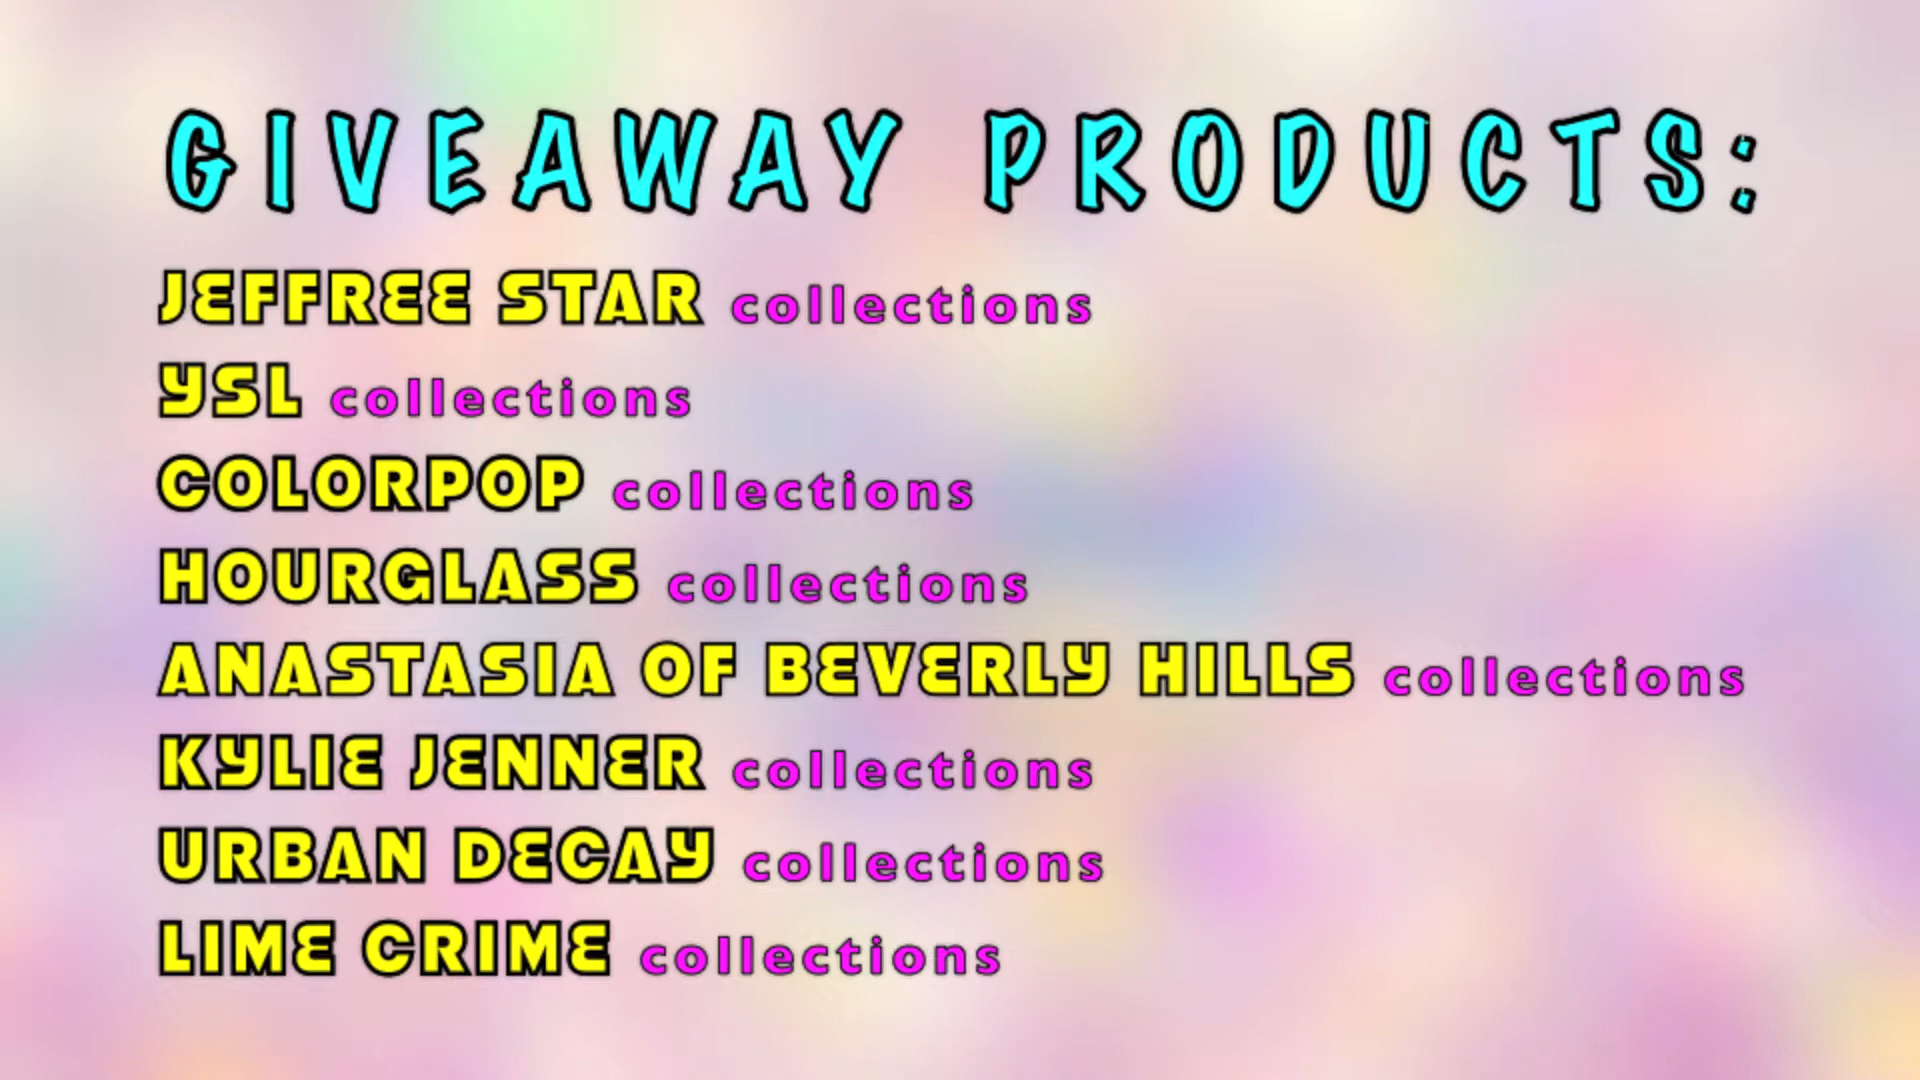 GIVEAWAY PRODUCTS:
JEFFREE STAR collections
YSL collections
COLORPOP collections
HOURGLASS collections
ANASTASIA OF BEVERLY HILLS collections
KYLIE JENNER collections
URBAN DECAY collections
LIME CRIME collections